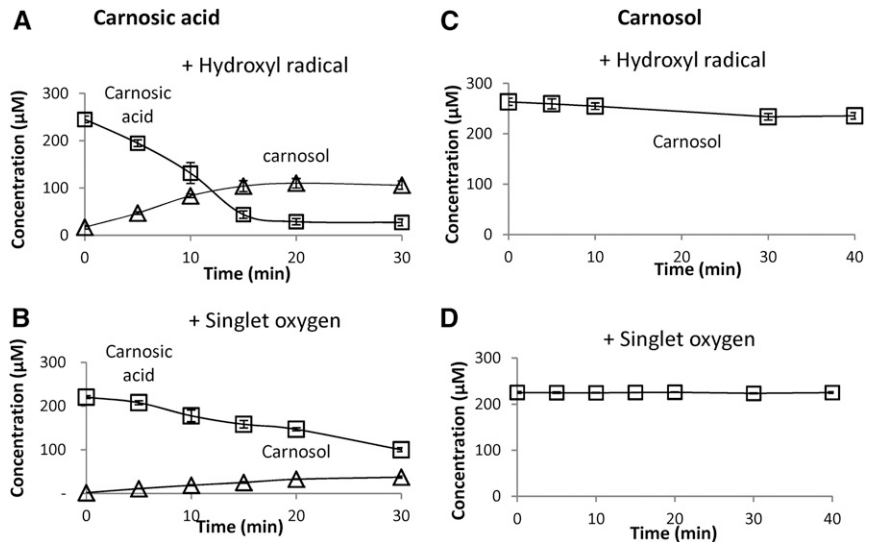 A
Carnosic acid
+ Hydroxyl radical
Concentration (µM)
300
200
100
0
Carnosic
acid
carnosol
0
10
20
30
Time (min)
B
+ Singlet oxygen
Concentration (µM)
300
200
100
-
Carnosic
acid
Carnosol
0
10
20
30
Time (min)
C
Carnosol
+ Hydroxyl radical
Concentration (µM)
300
200
100
0
Carnosol
0
10
20
30
40
Time (min)
D
+ Singlet oxygen
Concentration (µM)
300
200
100
0
0
10
20
30
40
Time (min)